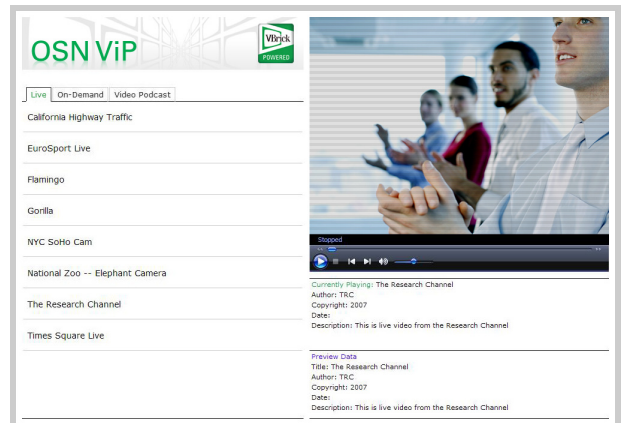 OSN ViP
VBrick
POWERED
Live On-Demand Video Podcast
California Highway Traffic
EuroSport Live
Flamingo
Gorilla
NYC SoHo Cam
National Zoo -- Elephant Camera
The Research Channel
Times Square Live
Stopped
Currently Playing: The Research Channel
Author: TRC
Copyright: 2007
Date:
Description: This is live video from the Research Channel
Preview Data
Title: The Research Channel
Author: TRC
Copyright: 2007
Date:
Description: This is live video from the Research Channel